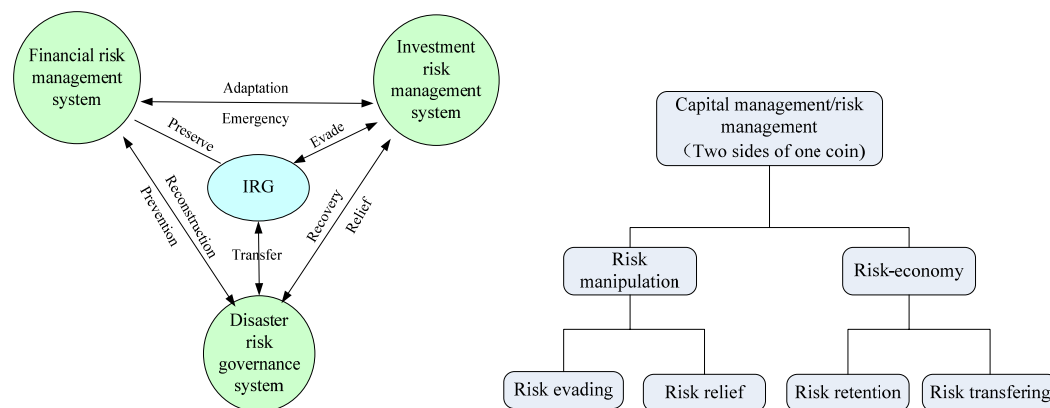 Financial risk
management
system
Investment
risk
management
system
Adaptation
Emergency
Preserve
Evade
IRG
Reconstruction
Prevention
Recovery
Relief
Transfer
Disaster
risk
governance
system
Capital management/risk
management
（Two sides of one coin)
Risk
manipulation
Risk-economy
Risk evading
Risk relief
Risk retention
Risk transfering